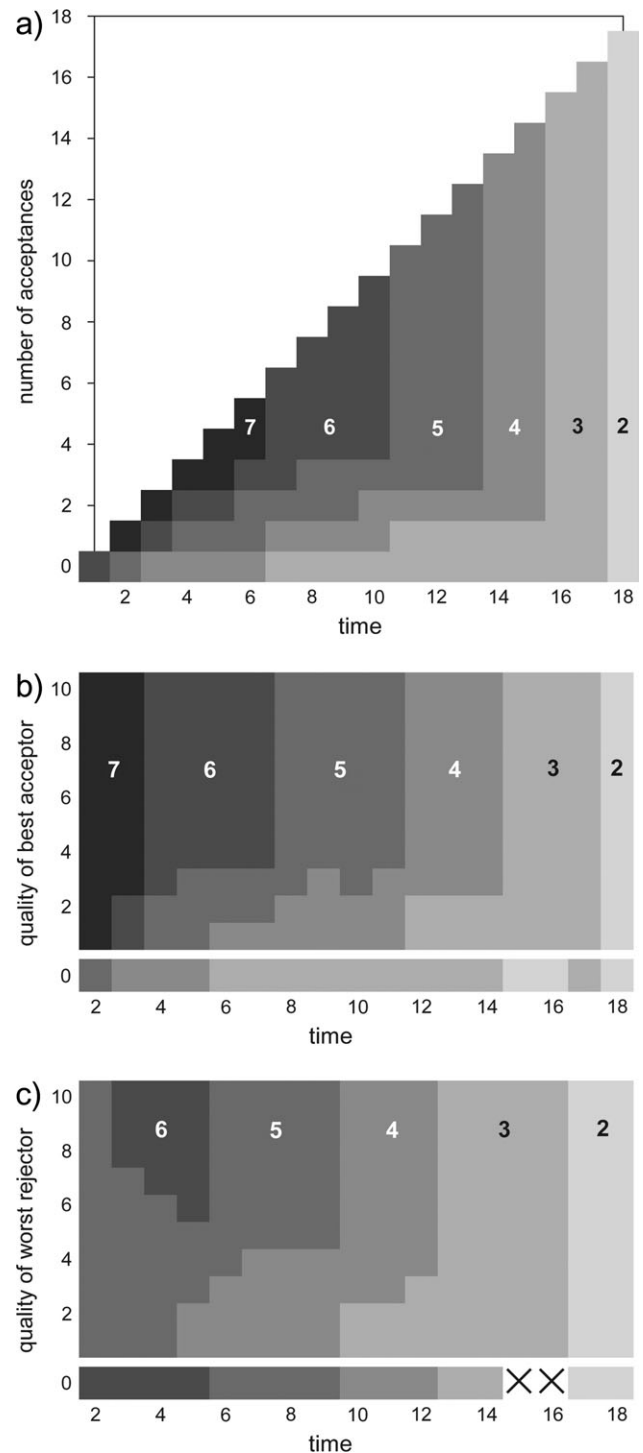 a)
18
16
14
12
10
8
6
4
2
0
number of acceptances
7 6 5 4 3 2
2 4 6 8 10 12 14 16 18
time
b)
10
8
6
4
2
0
quality of best acceptor
7 6 5 4 3 2
2 4 6 8 10 12 14 16 18
time
c)
10
8
6
4
2
0
quality of worst rejector
6 5 4 3 2
2 4 6 8 10 12 14 16 18
time